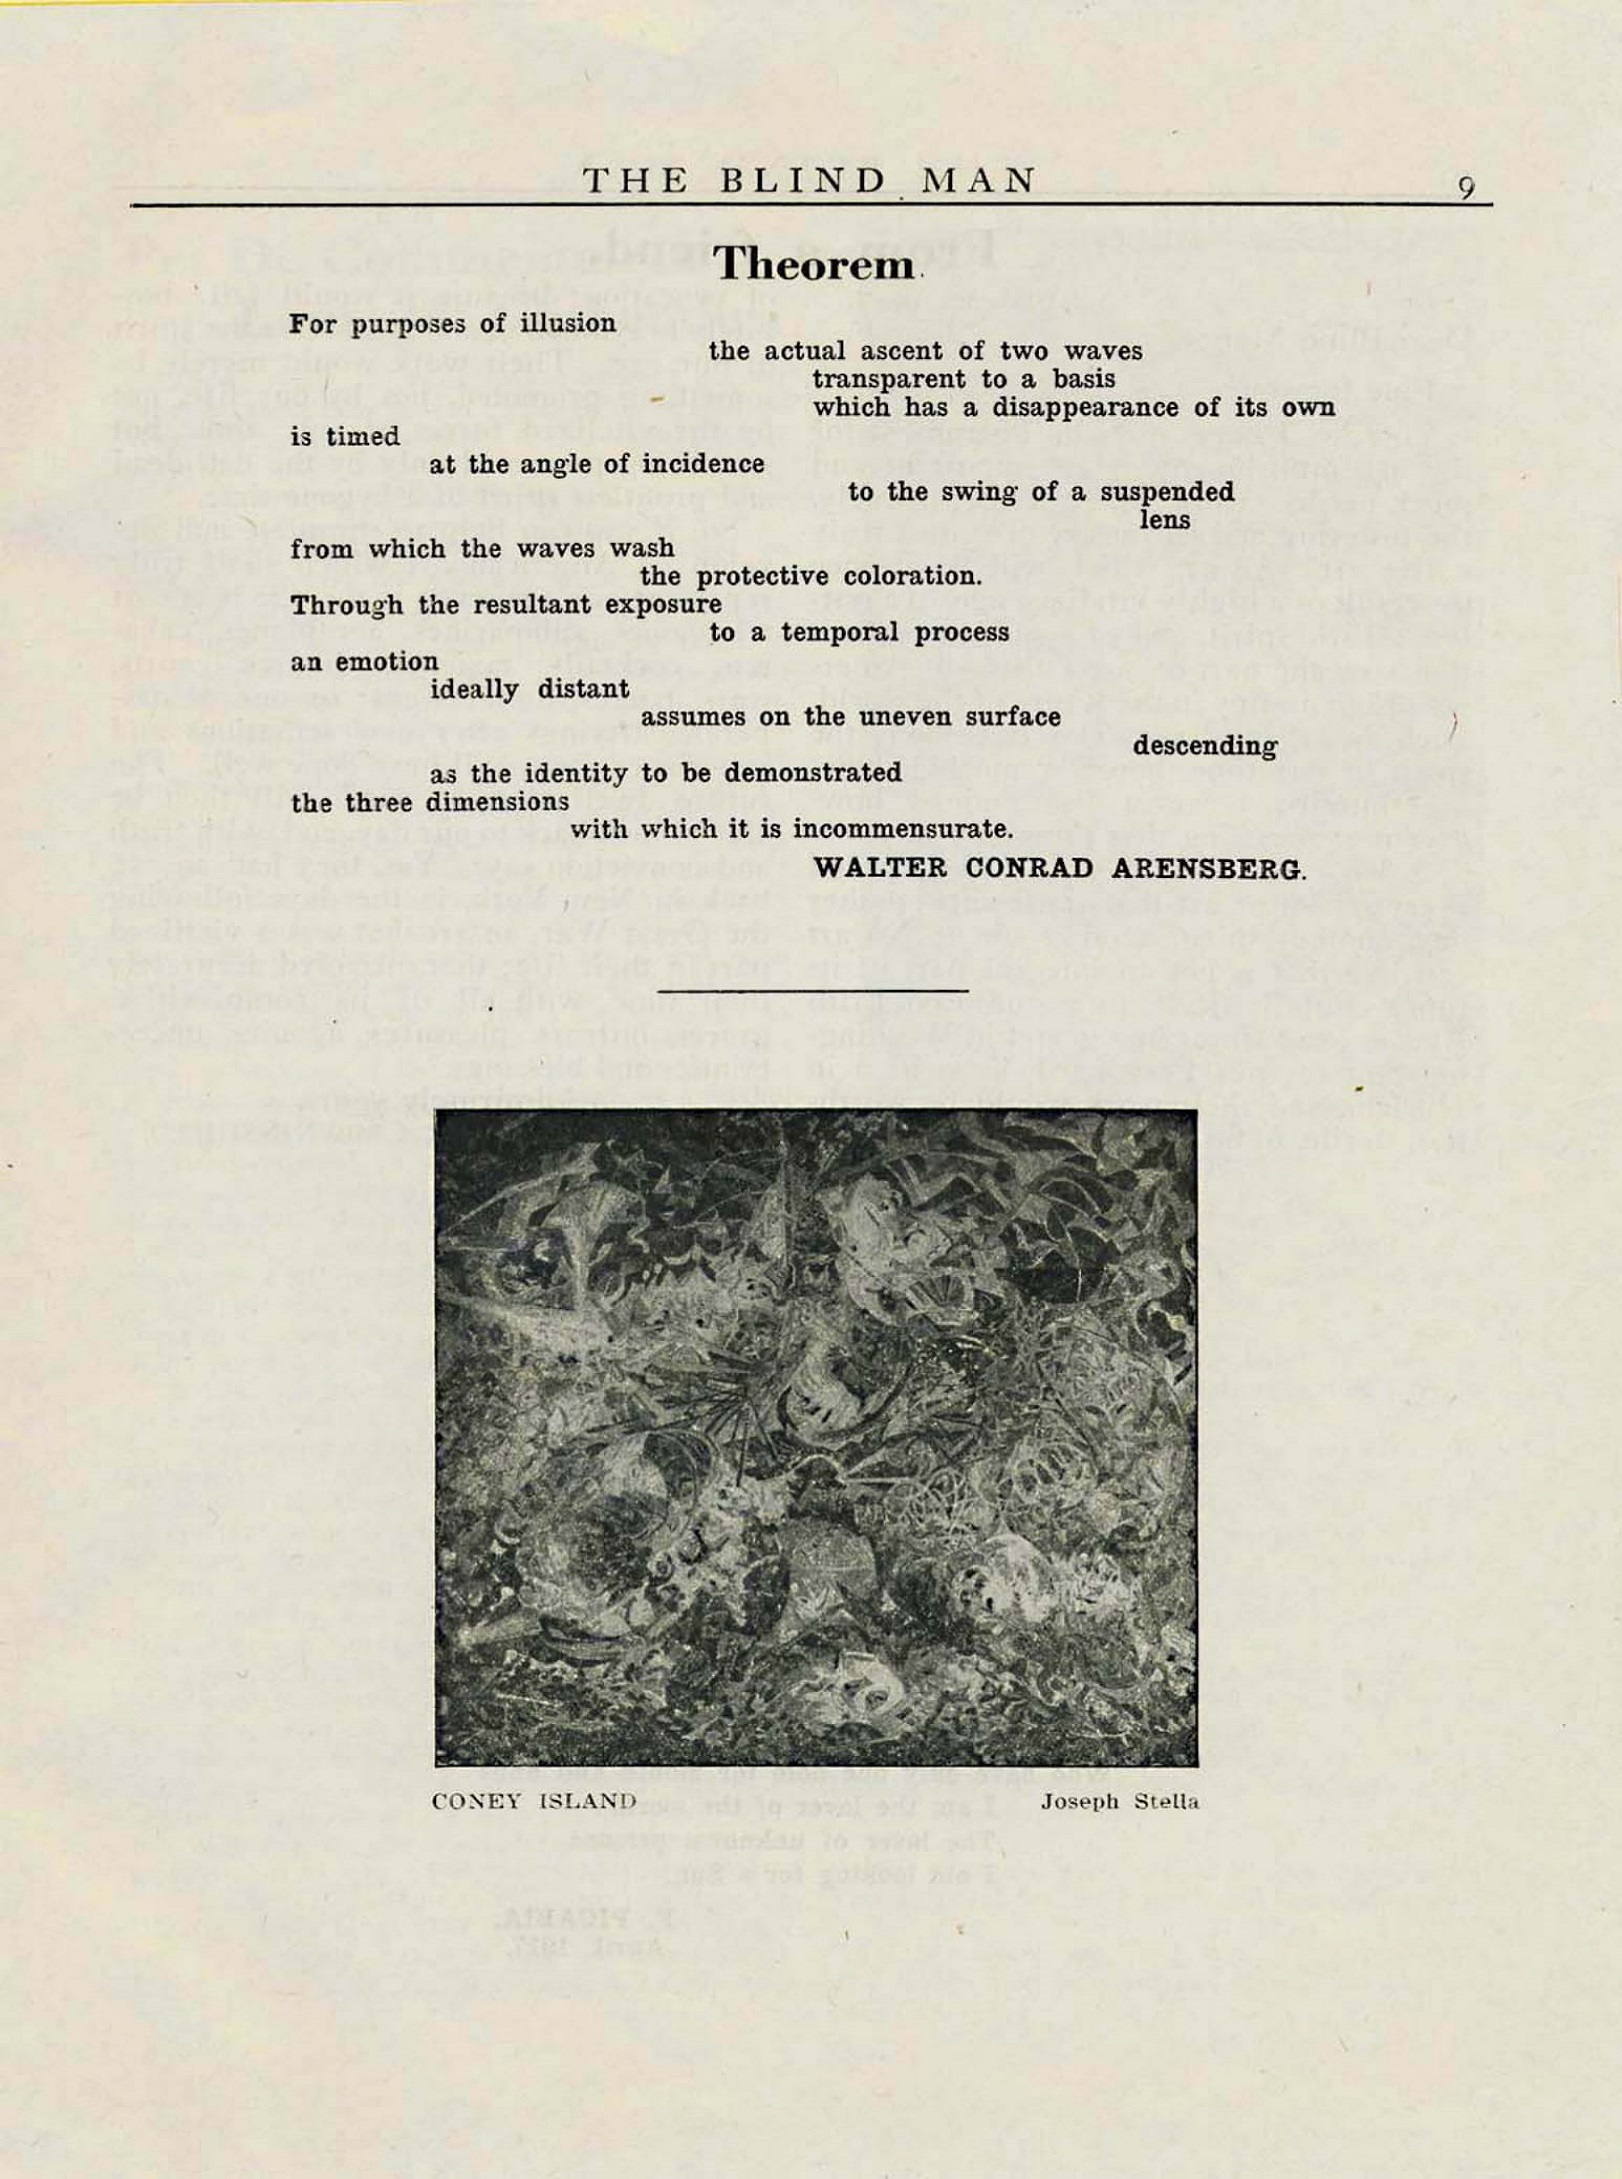 THE BLIND MAN 9
Theorem.
For purposes of illusion
the actual ascent of two waves
transparent to a basis
which has a disappearance of its own
is timed
at the angle of incidence
to the swing of a suspended
lens
from which the waves wash
the protective coloration.
Through the resultant exposure
to a temporal process
an emotion
ideally distant
assumes on the uneven surface
descending
as the identity to be demonstrated
the three dimensions
with which it is incommensurate.
WALTER CONRAD ARENSBERG.
CONEY ISLAND Joseph Stella